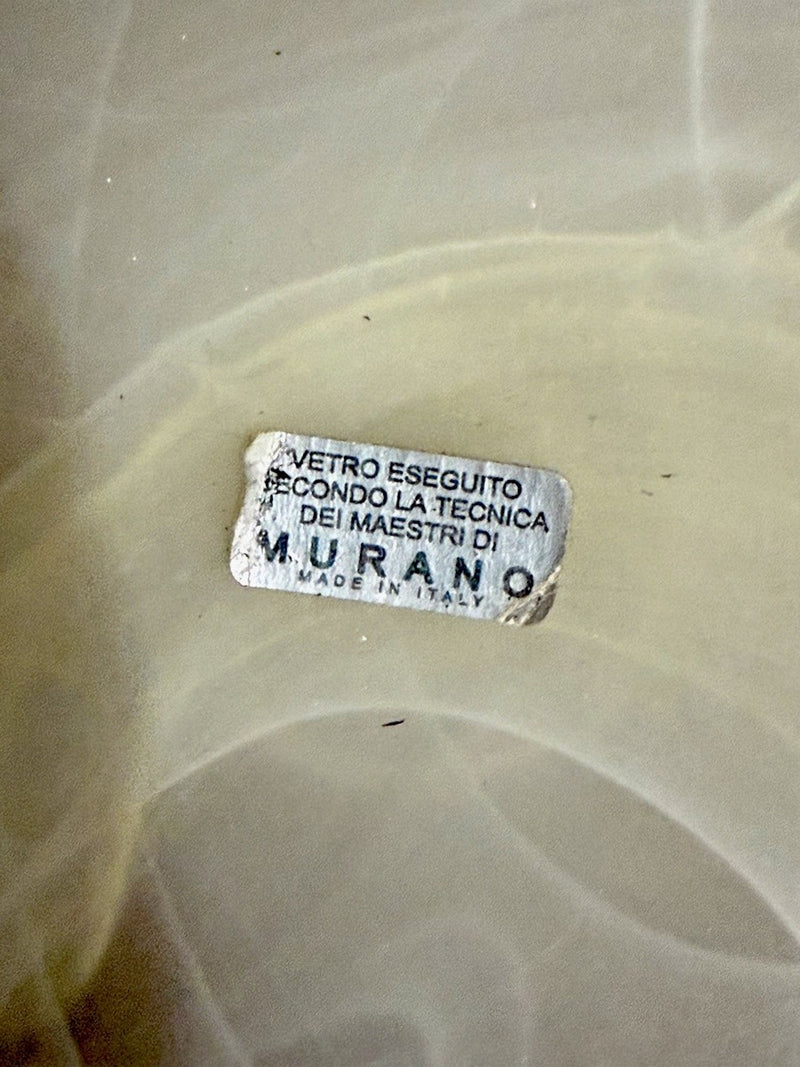 VETRO ESEGUITO
SECONDO LA TECNICA
DEI MAESTRI DI
MURANO
MADE IN ITALY